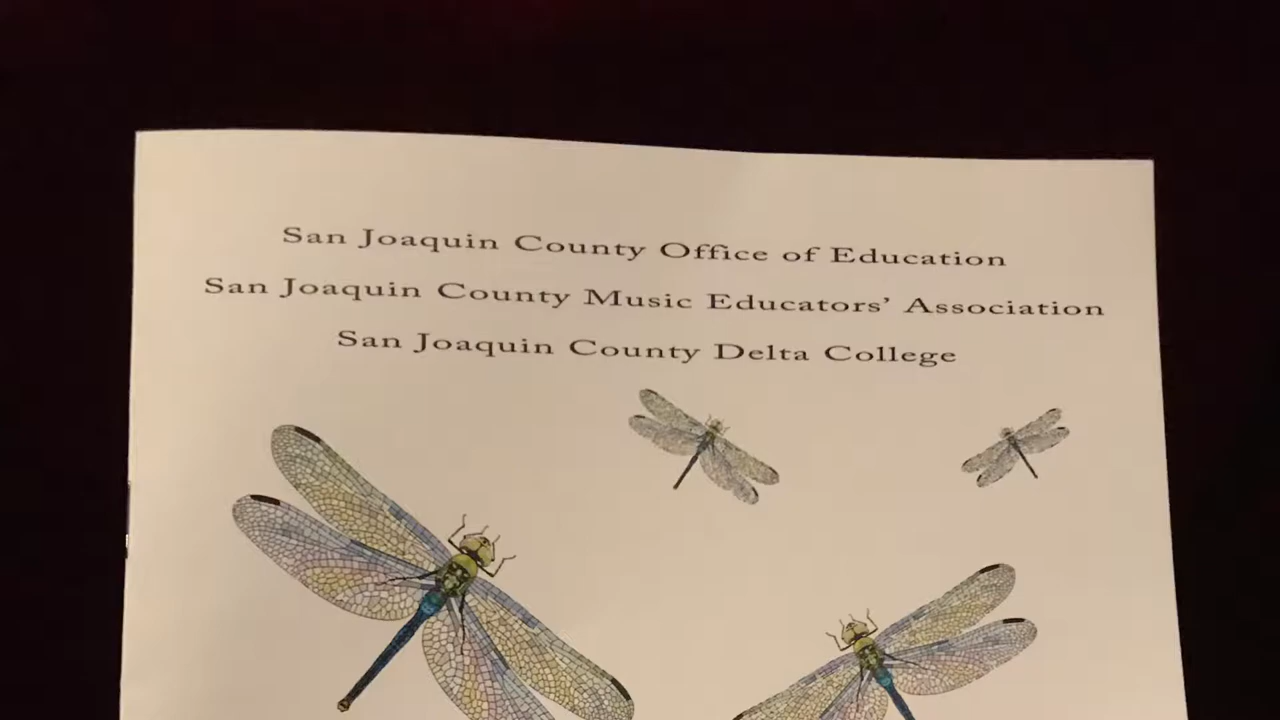 San Joaquin County Office of Education
San Joaquin County Music Educators' Association
San Joaquin County Delta College